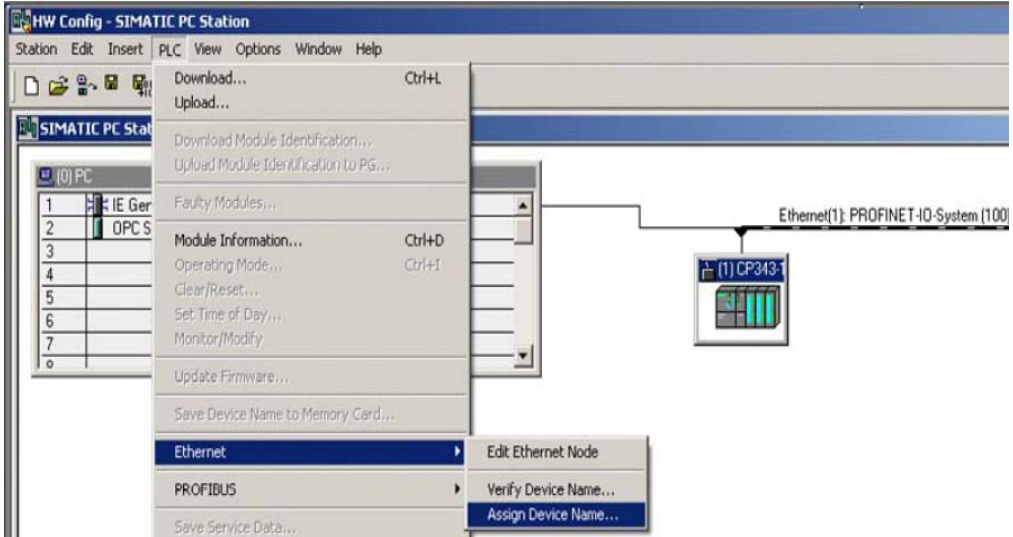 HW Config - SIMATIC PC Station
Station Edit Insert PLC View Options Window Help
SIMATIC PC Stat
Download... Ctrl+L
Upload...
Download Module Identification...
Upload Module Identification to PG...
Faulty Modules...
Module Information... Ctrl+D
Operating Mode... Ctrl+I
Clear/Reset...
Set Time of Day...
Monitor/Modify
Update Firmware...
Save Device Name to Memory Card...
Ethernet
PROFIBUS
Save Service Data...
Edit Ethernet Node
Verify Device Name...
Assign Device Name...
(0) PC
1 IE Ger
2 OPC S
3
4
5
6
7
Ethernet(1): PROFINET-IO-System (100)
(1) CP343-1